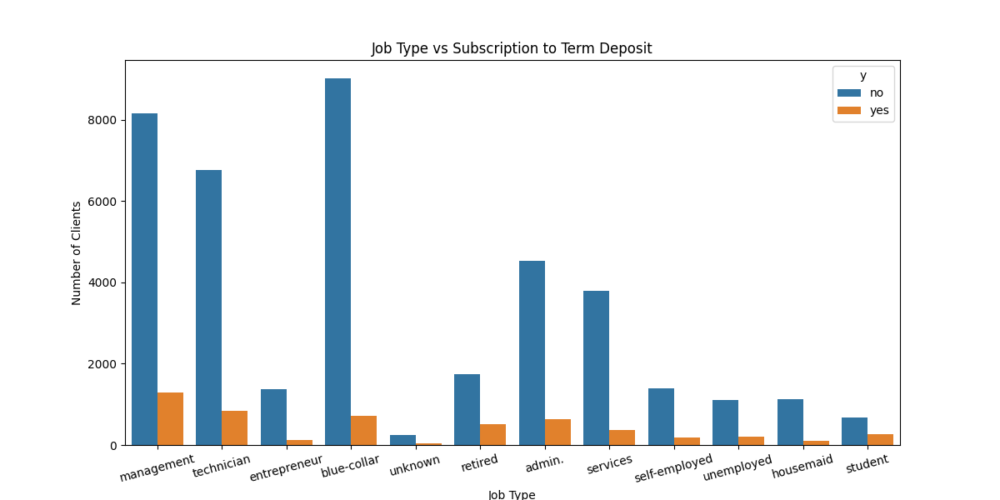 Job Type vs Subscription to Term Deposit
y
no
yes
Number of Clients
8000
6000
4000
2000
0
management
technician
entrepreneur
blue-collar
unknown
retired
admin.
services
self-employed
unemployed
housemaid
student
Job Type